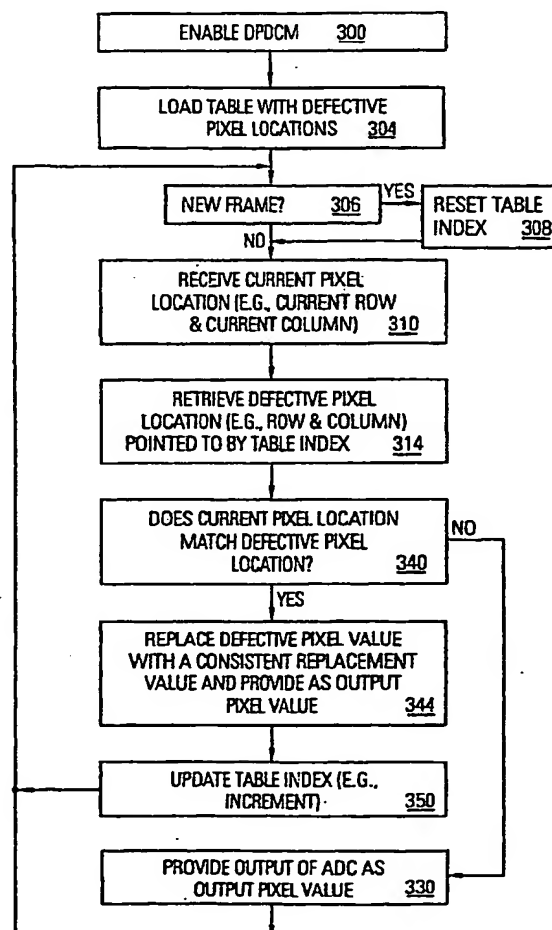 ENABLE DPDCM 300
LOAD TABLE WITH DEFECTIVE
PIXEL LOCATIONS 304
NEW FRAME? 306
YES
RESET TABLE
INDEX 308
NO
RECEIVE CURRENT PIXEL
LOCATION (E.G., CURRENT ROW
& CURRENT COLUMN) 310
RETRIEVE DEFECTIVE PIXEL
LOCATION (E.G., ROW & COLUMN)
POINTED TO BY TABLE INDEX 314
DOES CURRENT PIXEL LOCATION
MATCH DEFECTIVE PIXEL
LOCATION? 340
NO
YES
REPLACE DEFECTIVE PIXEL VALUE
WITH A CONSISTENT REPLACEMENT
VALUE AND PROVIDE AS OUTPUT
PIXEL VALUE 344
UPDATE TABLE INDEX (E.G.,
INCREMENT) 350
PROVIDE OUTPUT OF ADC AS
OUTPUT PIXEL VALUE 330